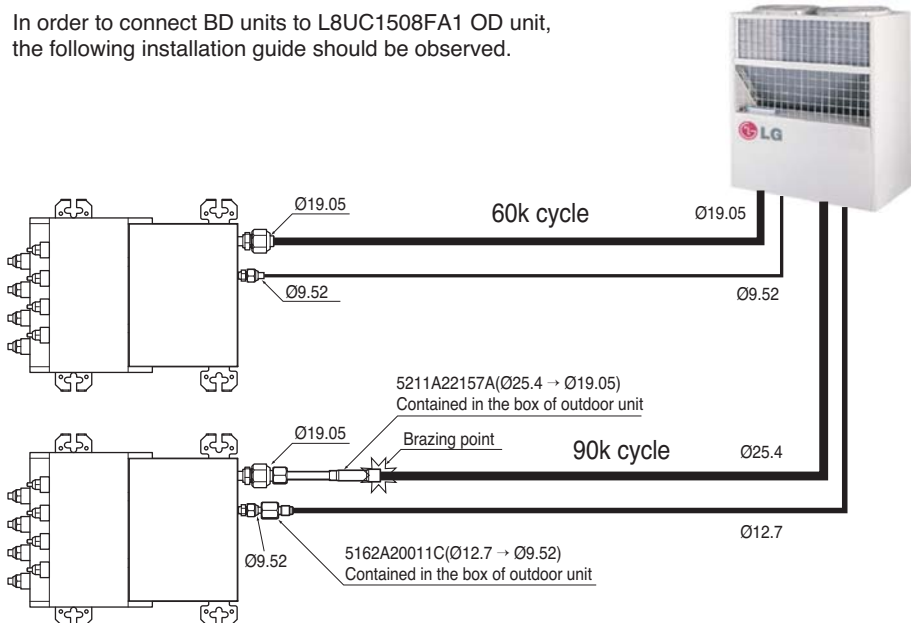 In order to connect BD units to L8UC1508FA1 OD unit,
the following installation guide should be observed.
LG
Ø19.05
60k cycle
Ø19.05
Ø9.52
Ø9.52
5211A22157A(Ø25.4 → Ø19.05)
Contained in the box of outdoor unit
Ø19.05
Brazing point
90k cycle
Ø25.4
Ø12.7
Ø9.52
5162A20011C(Ø12.7 → Ø9.52)
Contained in the box of outdoor unit